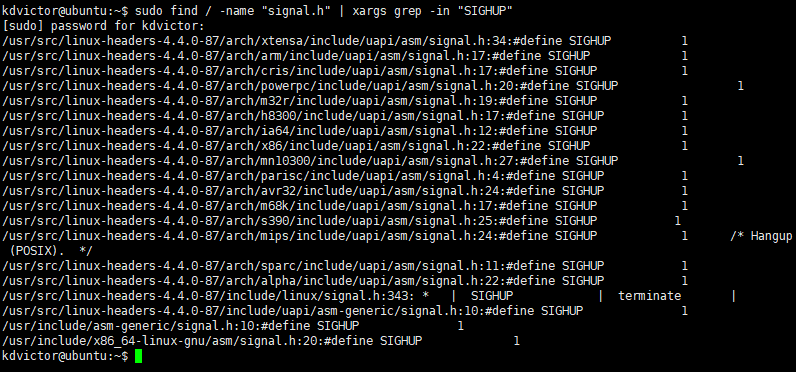 kdvictor@ubuntu:~$ sudo find / -name "signal.h" | xargs grep -in "SIGHUP"
[sudo] password for kdvictor:
/usr/src/linux-headers-4.4.0-87/arch/xtensa/include/uapi/asm/signal.h:34:#define SIGHUP          1
/usr/src/linux-headers-4.4.0-87/arch/arm/include/uapi/asm/signal.h:17:#define SIGHUP           1
/usr/src/linux-headers-4.4.0-87/arch/cris/include/uapi/asm/signal.h:17:#define SIGHUP          1
/usr/src/linux-headers-4.4.0-87/arch/powerpc/include/uapi/asm/signal.h:20:#define SIGHUP                 1
/usr/src/linux-headers-4.4.0-87/arch/m32r/include/uapi/asm/signal.h:19:#define SIGHUP          1
/usr/src/linux-headers-4.4.0-87/arch/h8300/include/uapi/asm/signal.h:17:#define SIGHUP         1
/usr/src/linux-headers-4.4.0-87/arch/ia64/include/uapi/asm/signal.h:12:#define SIGHUP          1
/usr/src/linux-headers-4.4.0-87/arch/x86/include/uapi/asm/signal.h:22:#define SIGHUP           1
/usr/src/linux-headers-4.4.0-87/arch/mn10300/include/uapi/asm/signal.h:27:#define SIGHUP                 1
/usr/src/linux-headers-4.4.0-87/arch/parisc/include/uapi/asm/signal.h:4:#define SIGHUP         1
/usr/src/linux-headers-4.4.0-87/arch/avr32/include/uapi/asm/signal.h:24:#define SIGHUP         1
/usr/src/linux-headers-4.4.0-87/arch/m68k/include/uapi/asm/signal.h:17:#define SIGHUP          1
/usr/src/linux-headers-4.4.0-87/arch/s390/include/uapi/asm/signal.h:25:#define SIGHUP           1
/usr/src/linux-headers-4.4.0-87/arch/mips/include/uapi/asm/signal.h:24:#define SIGHUP          1      /* Hangup
 (POSIX).  */
/usr/src/linux-headers-4.4.0-87/arch/sparc/include/uapi/asm/signal.h:11:#define SIGHUP         1
/usr/src/linux-headers-4.4.0-87/arch/alpha/include/uapi/asm/signal.h:22:#define SIGHUP         1
/usr/src/linux-headers-4.4.0-87/include/linux/signal.h:343: *   |  SIGHUP            |  terminate       |
/usr/src/linux-headers-4.4.0-87/include/uapi/asm-generic/signal.h:10:#define SIGHUP              1
/usr/include/asm-generic/signal.h:10:#define SIGHUP              1
/usr/include/x86_64-linux-gnu/asm/signal.h:20:#define SIGHUP             1
kdvictor@ubuntu:~$